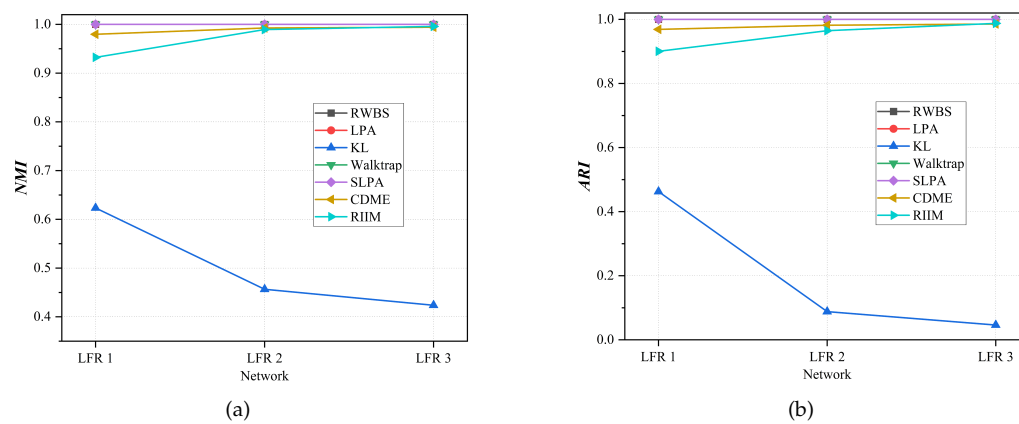 1.0
0.9
0.8
0.7
0.6
0.5
0.4
NMI
RWBS
LPA
KL
Walktrap
SLPA
CDME
RIIM
LFR 1
LFR 2
LFR 3
Network
(a)
1.0
0.8
0.6
0.4
0.2
0.0
ARI
RWBS
LPA
KL
Walktrap
SLPA
CDME
RIIM
LFR 1
LFR 2
LFR 3
Network
(b)